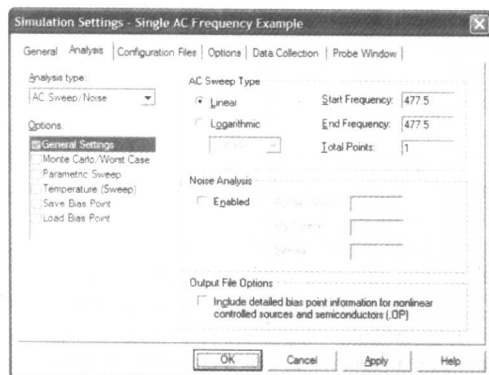 Simulation Settings - Single AC Frequency Example
General Analysis Configuration Files Options Data Collection Probe Window
Analysis type:
AC Sweep/Noise
Options:
General Settings
Monte Carlo/Worst Case
Parametric Sweep
Temperature (Sweep)
Save Bias Point
Load Bias Point
AC Sweep Type
Linear
Logarithmic
Start Frequency: 477.5
End Frequency: 477.5
Total Points: 1
Noise Analysis
Enabled
Output File Options
Include detailed bias point information for nonlinear
controlled sources and semiconductors (.OP)
OK Cancel Apply Help